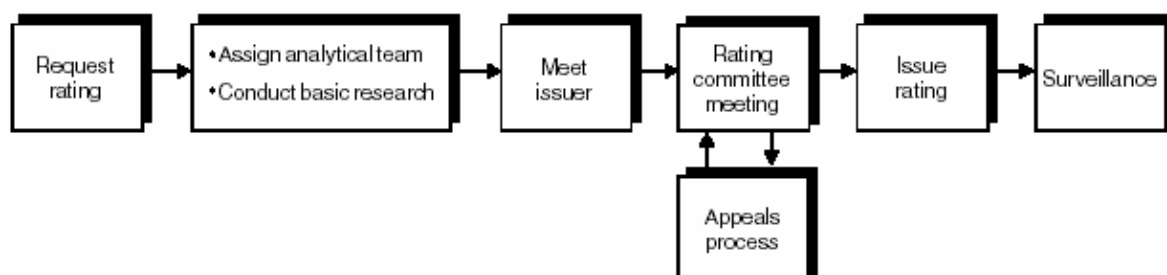 Request
rating
•Assign analytical team
•Conduct basic research
Meet
issuer
Rating
committee
meeting
Issue
rating
Surveillance
Appeals
process